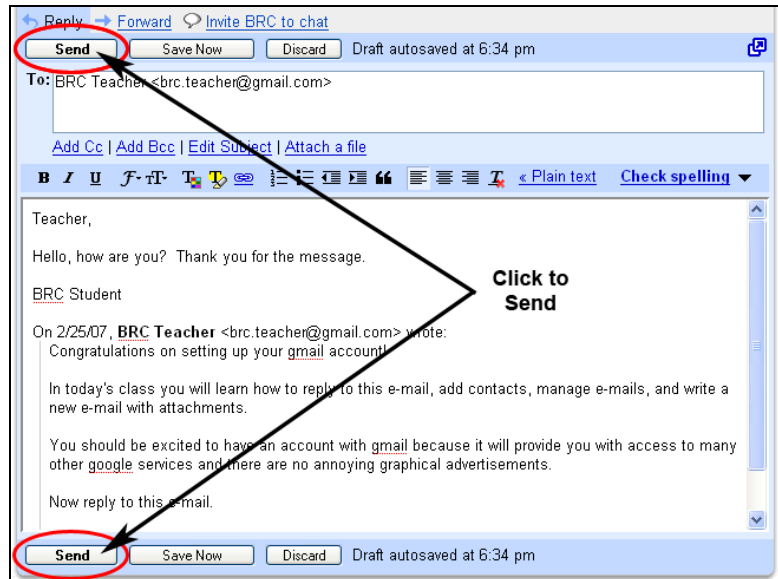 Reply Forward Invite BRC to chat
Send Save Now Discard Draft autosaved at 6:34 pm
To: BRC Teacher <brc.teacher@gmail.com>
Add Cc | Add Bcc | Edit Subject | Attach a file
B I U F T T T « Plain text Check spelling
Teacher,
Hello, how are you? Thank you for the message.
Click to
Send
BRC Student
On 2/25/07, BRC Teacher <brc.teacher@gmail.com> wrote:
Congratulations on setting up your gmail account!
In today's class you will learn how to reply to this e-mail, add contacts, manage e-mails, and write a
new e-mail with attachments.
You should be excited to have an account with gmail because it will provide you with access to many
other google services and there are no annoying graphical advertisements.
Now reply to this e-mail.
Send Save Now Discard Draft autosaved at 6:34 pm